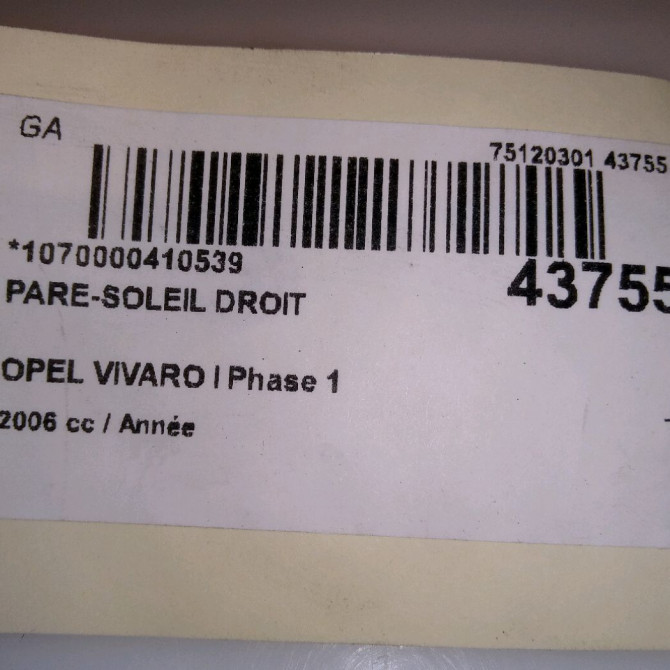 GA
75120301 43755
*1070000410539
43755
PARE-SOLEIL DROIT
OPEL VIVARO I Phase 1
2006 cc / Année